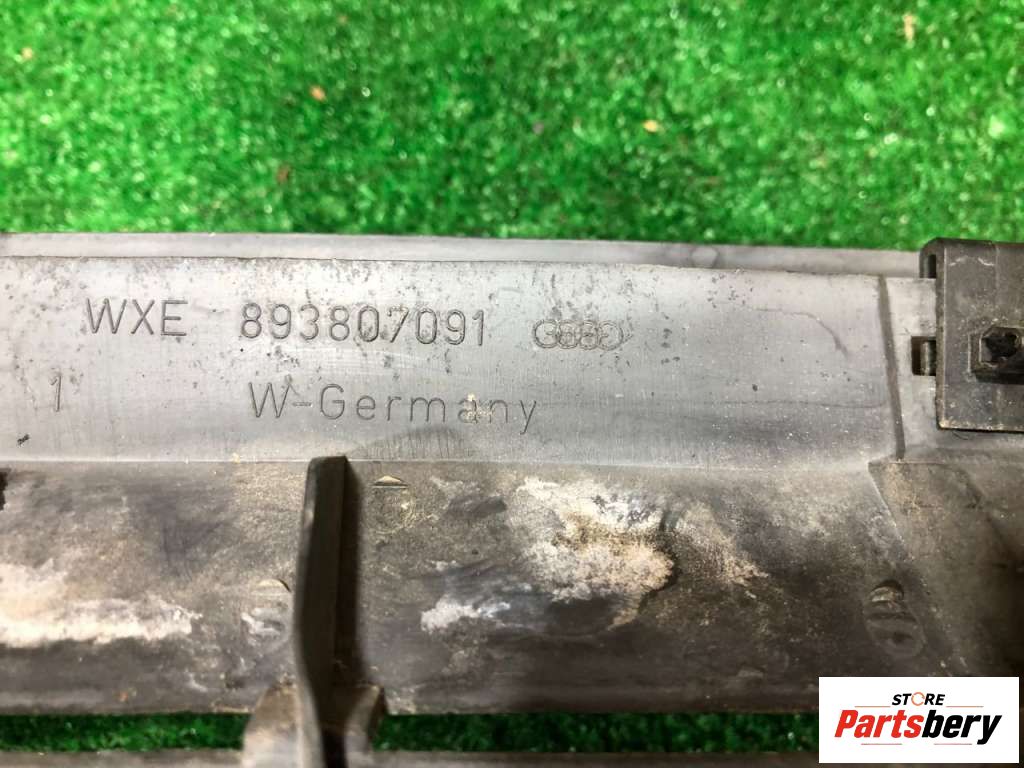 WXE 893807091
1 W-Germany
STORE
Partsbery